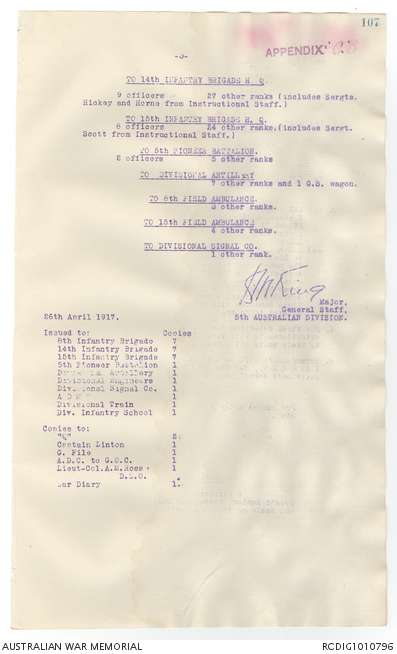 107
-3-
APPENDIX
TO 14th INFANTRY BRIGADE H. Q.
9 officers 27 other ranks (includes Sergts.
Hickey and Horne from Instructional Staff.)
TO 15th INFANTRY BRIGADE H. Q.
8 officers 24 other ranks.(includes Sergt.
Scott from Instructional Staff.)
TO 5th PIONEER BATTALION.
2 officers 5 other ranks
TO DIVISIONAL ARTILLERY
7 other ranks and 1 G.S. wagon.
TO 8th FIELD AMBULANCE.
3 other ranks.
TO 15th FIELD AMBULANCE
4 other ranks.
TO DIVISIONAL SIGNAL CO.
1 other rank.
Major,
General Staff,
5th AUSTRALIAN DIVISION.
26th April 1917.
Issued to: Copies
8th Infantry Brigade 7
14th Infantry Brigade 7
15th Infantry Brigade 7
5th Pioneer Battalion 1
Divisional Artillery 1
Divisional Engineers 1
Divisional Signal Co. 1
1
Divisional Train 1
Div. Infantry School 1
Copies to:
"Q" 2
Captain Linton 1
G. File 1
A.D.C. to G.O.C. 1
Lieut-Col.A.M.Ross 1
War Diary 1.
AUSTRALIAN WAR MEMORIAL
RCDIG1010796